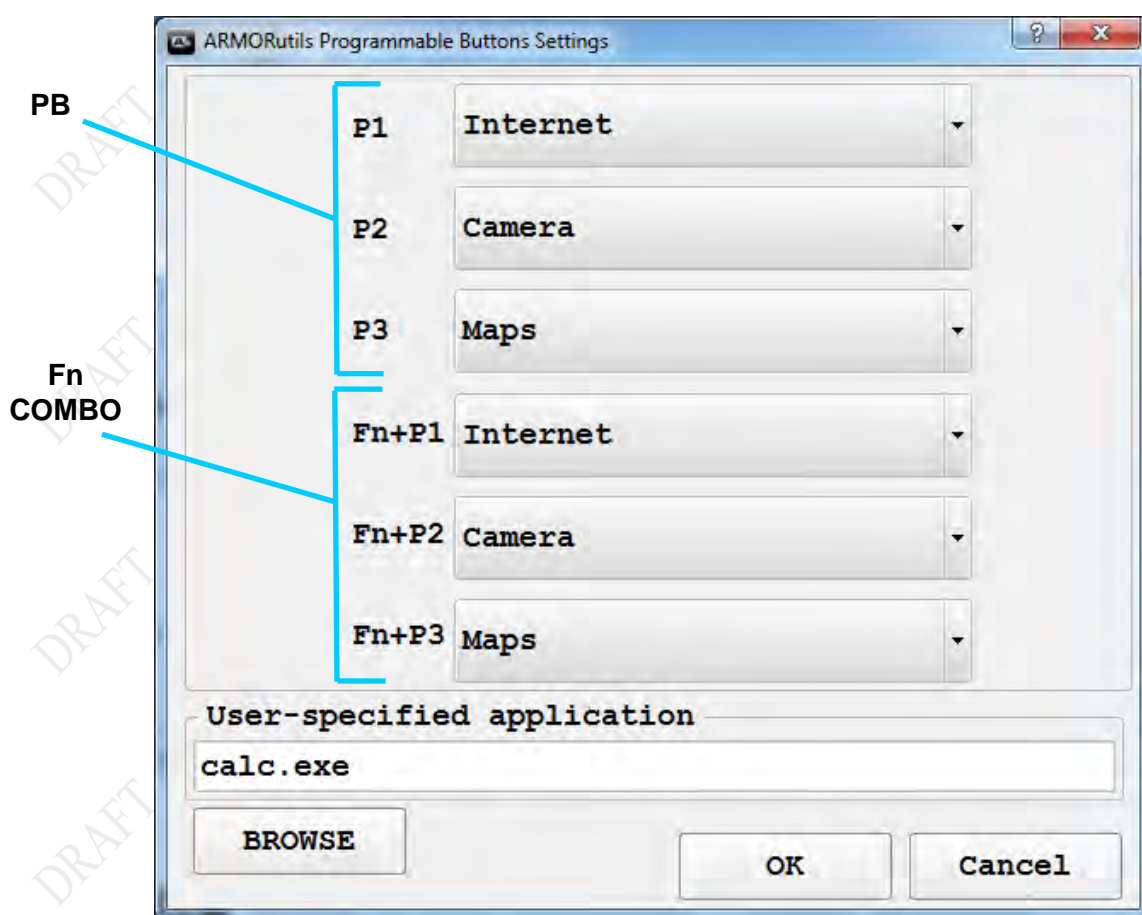 ARMORutils Programmable Buttons Settings
PB
P1 Internet
P2 Camera
P3 Maps
Fn
COMBO
Fn+P1 Internet
Fn+P2 Camera
Fn+P3 Maps
User-specified application
calc.exe
BROWSE
OK Cancel
DRAFT
DRAFT
DRAFT
DRAFT